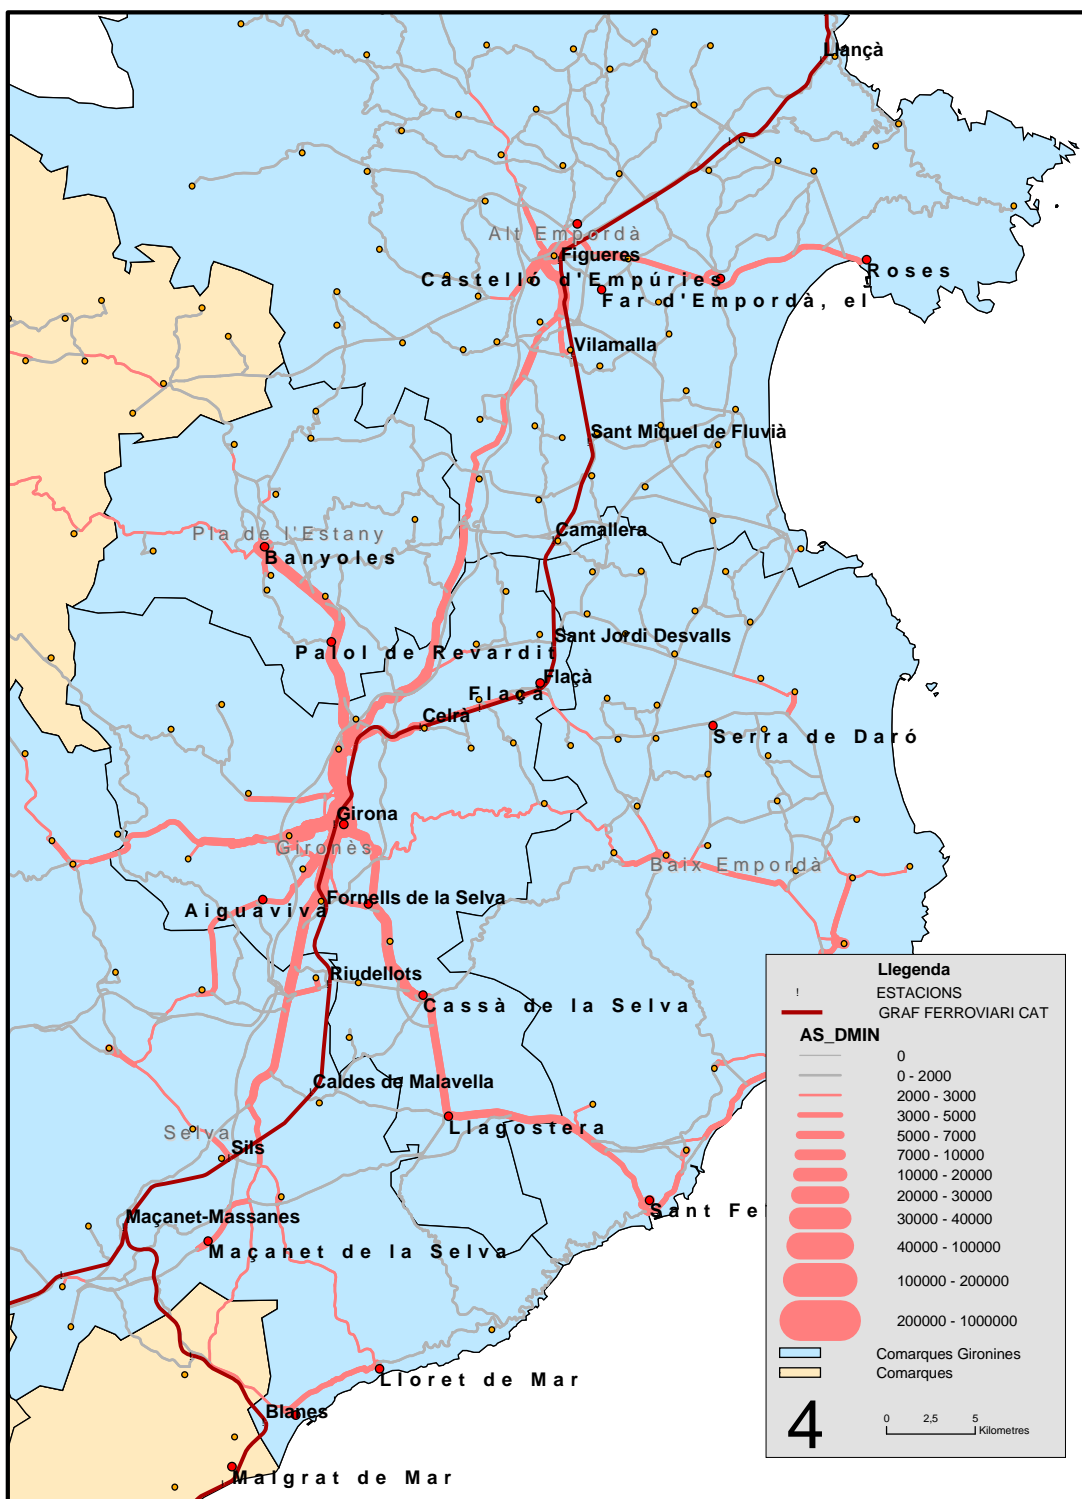 Llançà
Alt Empordà
Figueres
Roses
Castelló d'Empúries
Far d'Empordà, el
Vilamalla
Sant Miquel de Fluvià
Camallera
Pla de l'Estany
Banyoles
Sant Jordi Desvalls
Palol de Revardit
Flaçà
Flaçà
Celrà
Serra de Daró
Girona
Gironès
Baix Empordà
Fornells de la Selva
Aiguaviva
Riudellots
Cassà de la Selva
Caldes de Malavella
Llagostera
Selva
Sils
Sant Fe
Maçanet-Massanes
Maçanet de la Selva
Lloret de Mar
Blanes
Malgrat de Mar
Llegenda
! ESTACIONS
GRAF FERROVIARI CAT
AS_DMIN
0
0 - 2000
2000 - 3000
3000 - 5000
5000 - 7000
7000 - 10000
10000 - 20000
20000 - 30000
30000 - 40000
40000 - 100000
100000 - 200000
200000 - 1000000
Comarques Gironines
Comarques
4
0 2,5 5
Kilometres